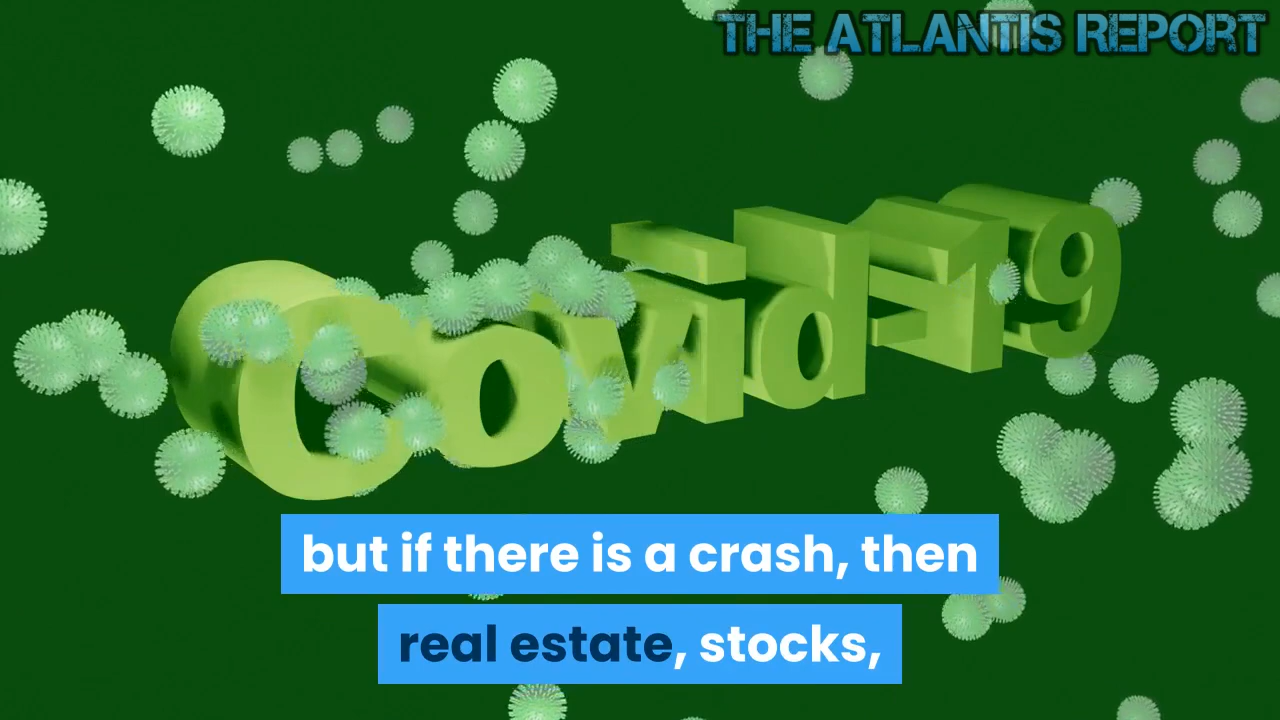 THE ATLANTIS REPORT
Covid-19
but if there is a crash, then
real estate, stocks,